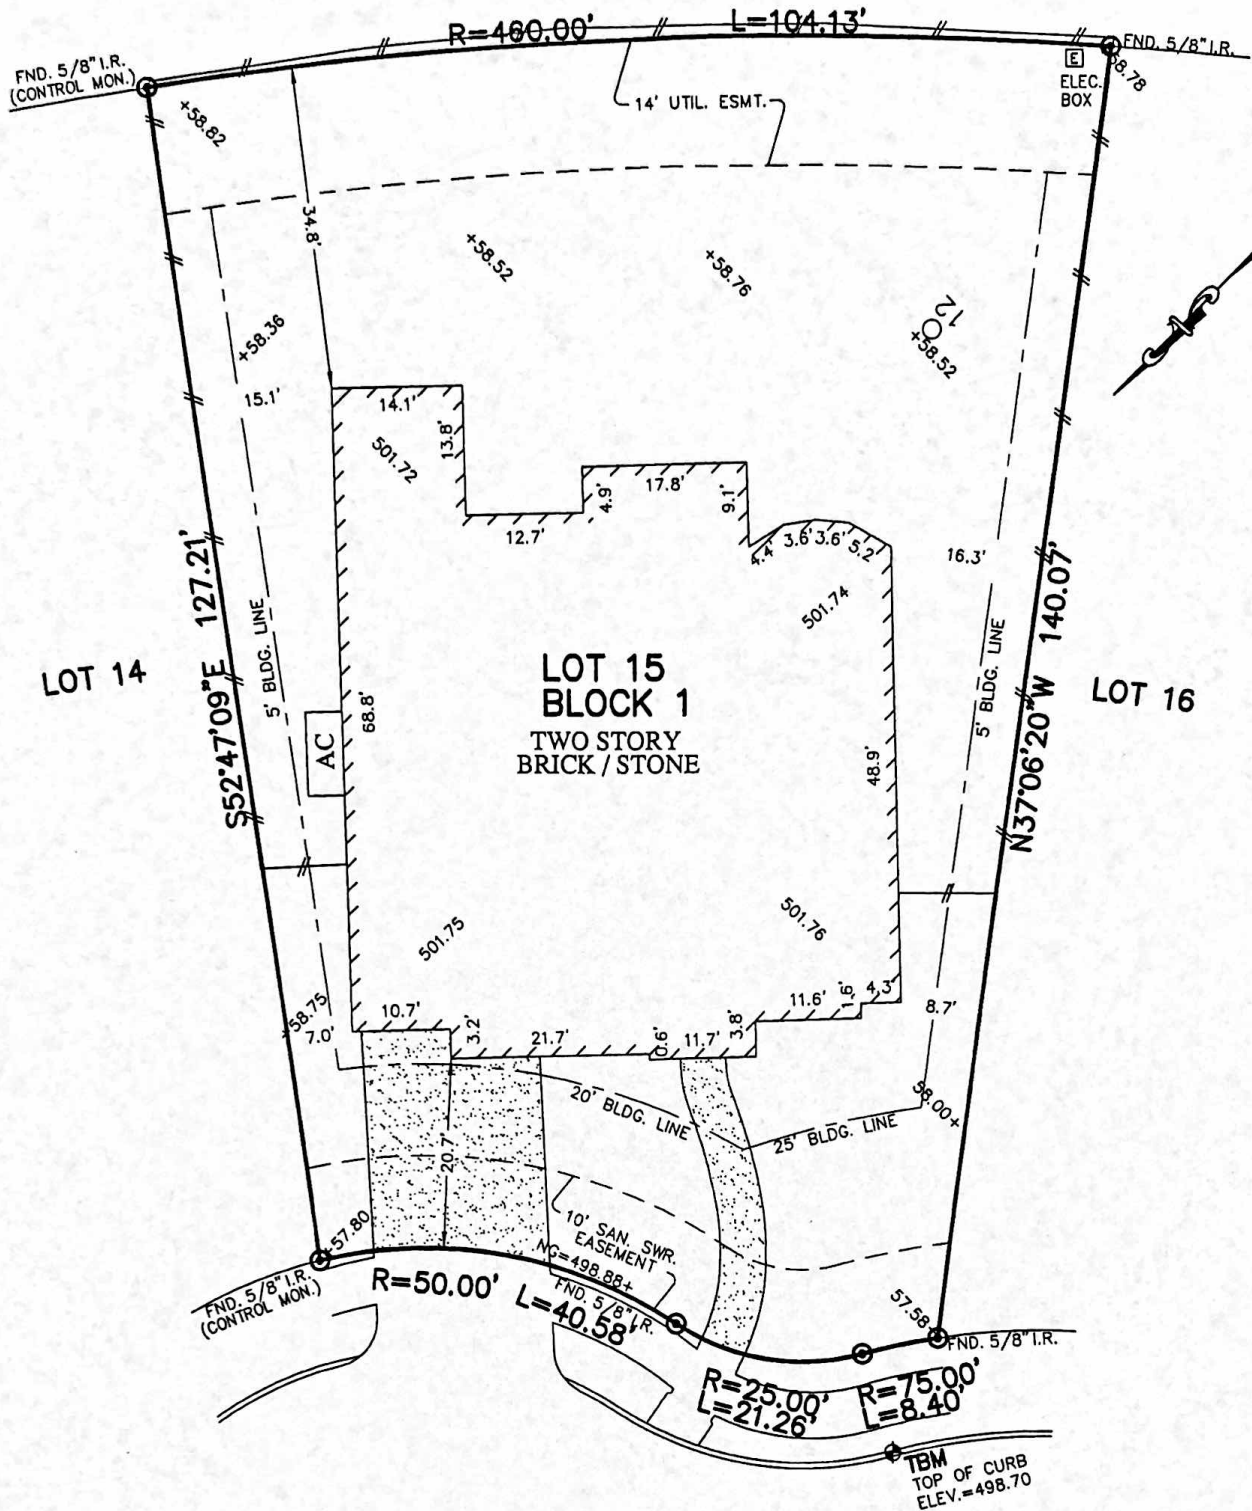 R=460.00'
L=104.13'
FND. 5/8" I.R.
(CONTROL MON.)
FND. 5/8" I.R.
58.78
E
ELEC.
BOX
14' UTIL. ESMT.
+58.82
34.8'
+58.52
+58.76
12
+58.52
+58.36
15.1'
14.1'
13.8'
501.72
12.7'
4.9'
17.8'
9.1'
4.4'
3.6'
3.6'
5.2'
16.3'
501.74
S52°47'09"E 127.21'
5' BLDG. LINE
LOT 14
68.8'
AC
LOT 15
BLOCK 1
TWO STORY
BRICK / STONE
48.9'
5' BLDG. LINE
N37°06'20"W 140.07'
LOT 16
501.75
501.76
58.75
7.0'
10.7'
3.2'
21.7'
0.6'
11.7'
3.8'
11.6'
1.6'
4.3'
8.7'
20' BLDG. LINE
25' BLDG. LINE
58.00+
20.7'
10' SAN. SWR.
EASEMENT
NG=498.88+
+57.80
FND. 5/8" I.R.
(CONTROL MON.)
R=50.00'
L=40.58'
FND. 5/8" I.R.
57.58
FND. 5/8" I.R.
R=25.00'
L=21.26'
R=75.00'
L=8.40'
TBM
TOP OF CURB
ELEV.=498.70